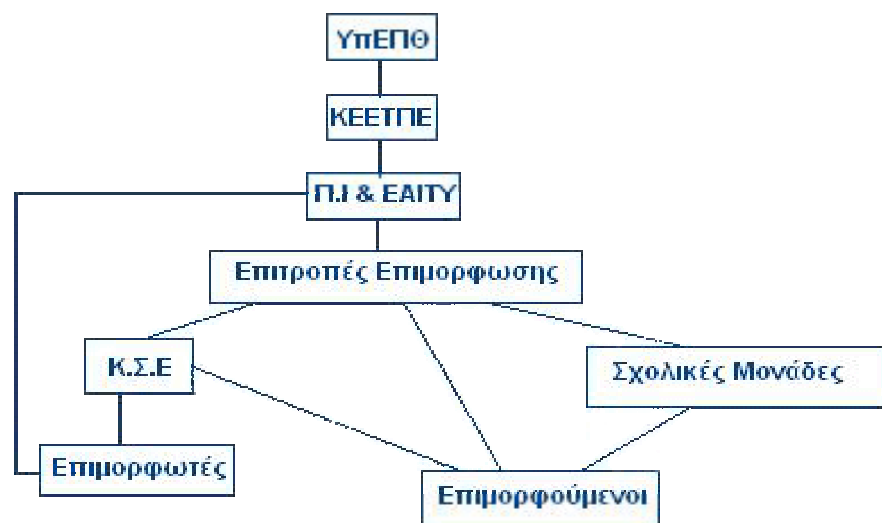 ΥπΕΠΘ
ΚΕΕΤΠΕ
Π.Ι & ΕΑΙΤΥ
Επιτροπές Επιμορφωσης
Κ.Σ.Ε
Σχολικές Μονάδες
Επιμορφωτές
Επιμορφούμενοι